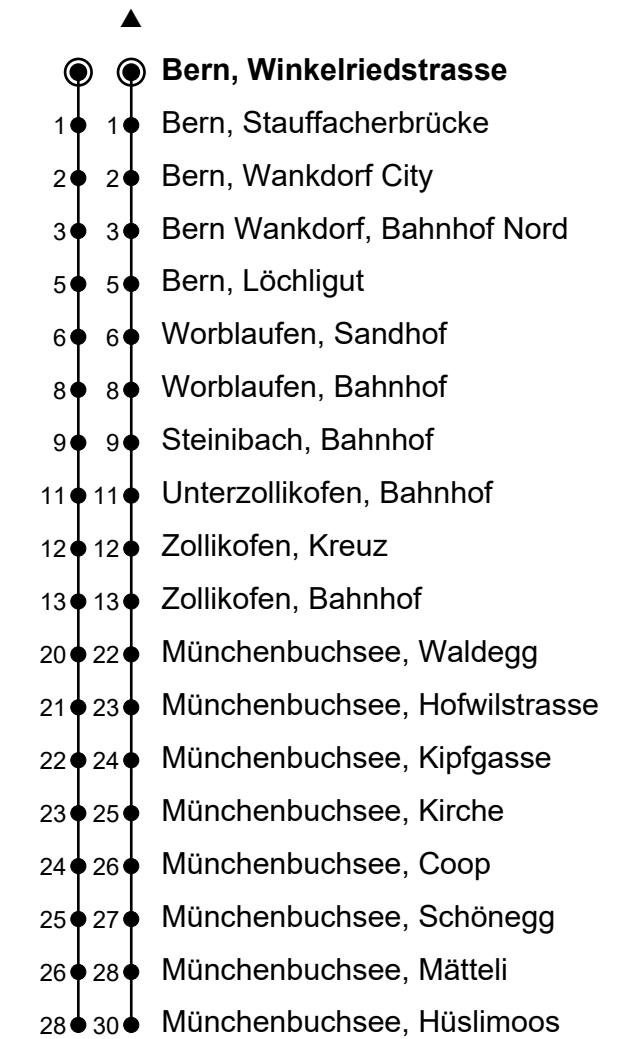 ▲
Bern, Winkelriedstrasse
1 1 Bern, Stauffacherbrücke
2 2 Bern, Wankdorf City
3 3 Bern Wankdorf, Bahnhof Nord
5 5 Bern, Löchligut
6 6 Worblaufen, Sandhof
8 8 Worblaufen, Bahnhof
9 9 Steinibach, Bahnhof
11 11 Unterzollikofen, Bahnhof
12 12 Zollikofen, Kreuz
13 13 Zollikofen, Bahnhof
20 22 Münchenbuchsee, Waldegg
21 23 Münchenbuchsee, Hofwilstrasse
22 24 Münchenbuchsee, Kipfgasse
23 25 Münchenbuchsee, Kirche
24 26 Münchenbuchsee, Coop
25 27 Münchenbuchsee, Schönegg
26 28 Münchenbuchsee, Mätteli
28 30 Münchenbuchsee, Hüslimoos